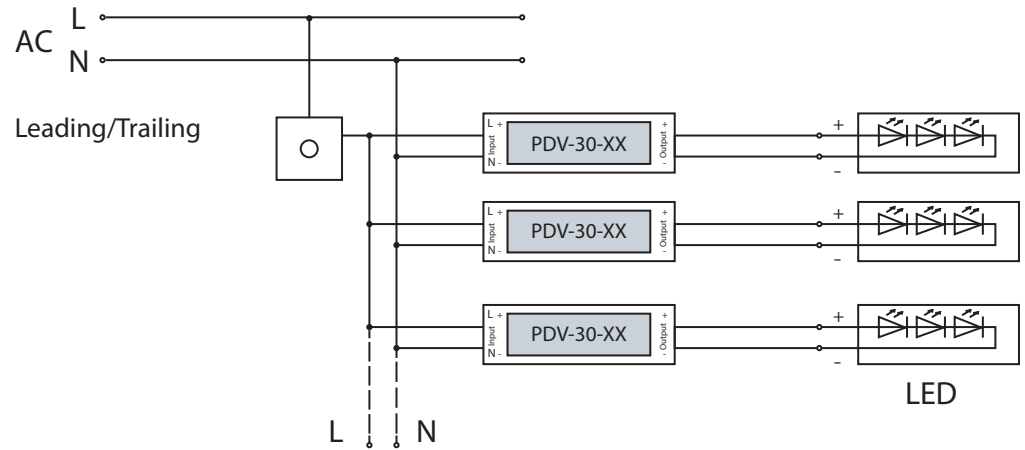 AC
L
N
Leading/Trailing
L +
Input
N -
PDV-30-XX
+
Output
-
+
-
L +
Input
N -
PDV-30-XX
+
Output
-
+
-
L +
Input
N -
PDV-30-XX
+
Output
-
+
-
LED
L
N